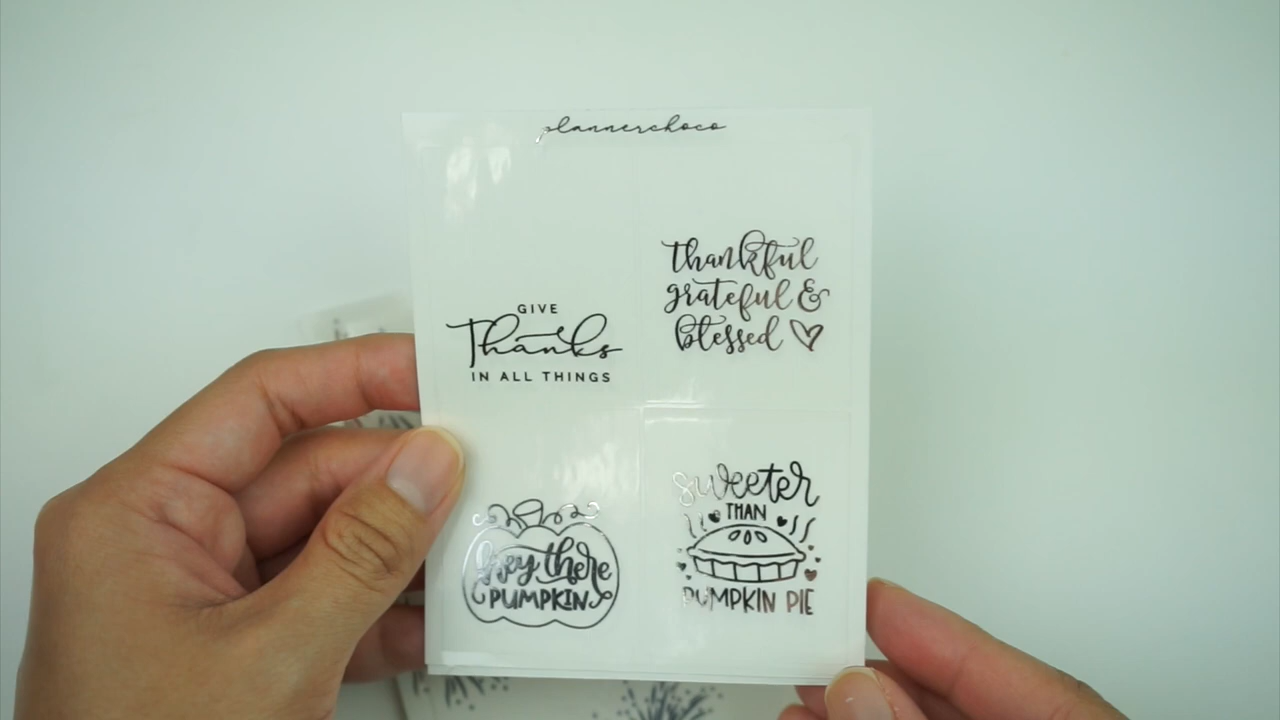 plannerchoco
GIVE
Thanks
IN ALL THINGS
thankful
grateful &
blessed
hey there
PUMPKIN
sweeter
THAN
PUMPKIN PIE